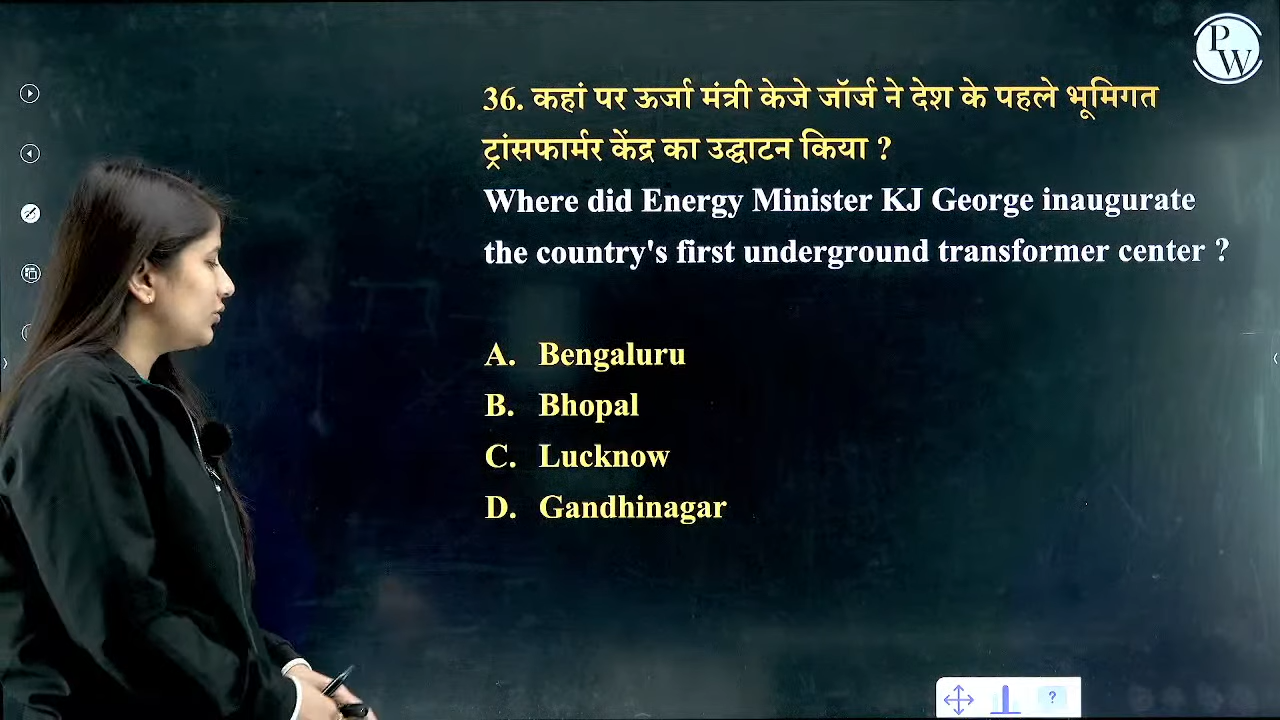 PW
36. कहां पर ऊर्जा मंत्री केजे जॉर्ज ने देश के पहले भूमिगत
ट्रांसफार्मर केंद्र का उद्घाटन किया ?
Where did Energy Minister KJ George inaugurate
the country's first underground transformer center ?
A. Bengaluru
B. Bhopal
C. Lucknow
D. Gandhinagar
?